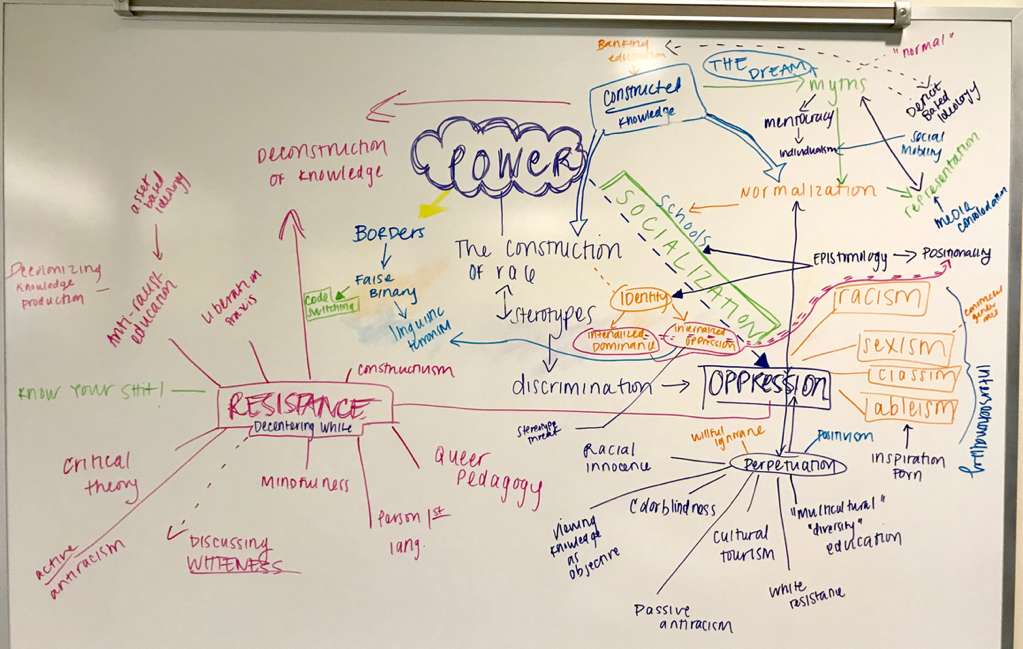 Banking
education
"normal"
THE
DREAM
myths
Constructed
Knowledge
Deficit
Based
Ideology
meritocracy
individualism
social
mobility
Deconstruction
of Knowledge
POWER
Normalization
representation
media
consolidation
asset
based
ideology
Schools
SOCIALIZATION
Borders
The Construction
of race
Epistimology
Positionality
Decolonizing
Knowledge
production
False
Binary
Code
Switching
Identity
racism
Anti-racist
education
Liberation
Praxis
linguistic
terrorism
sterotypes
internalized
Dominance
internalized
oppression
sexism
classim
ableism
intersectionality
constructivism
discrimination
OPPRESSION
Know your shit!
RESISTANCE
Decentering White
stereotype
threat
willful
ignorance
Positivism
Racial
innocence
Perpetuation
inspiration
Porn
Critical
theory
Mindfulness
Queer
Pedagogy
Colorblindness
"Multicultural"
"diversity"
education
Person 1st
lang.
Viewing
Knowledge
as
objective
Cultural
tourism
active
antiracism
Discussing
WHITENESS
Passive
antiracism
White
resistance